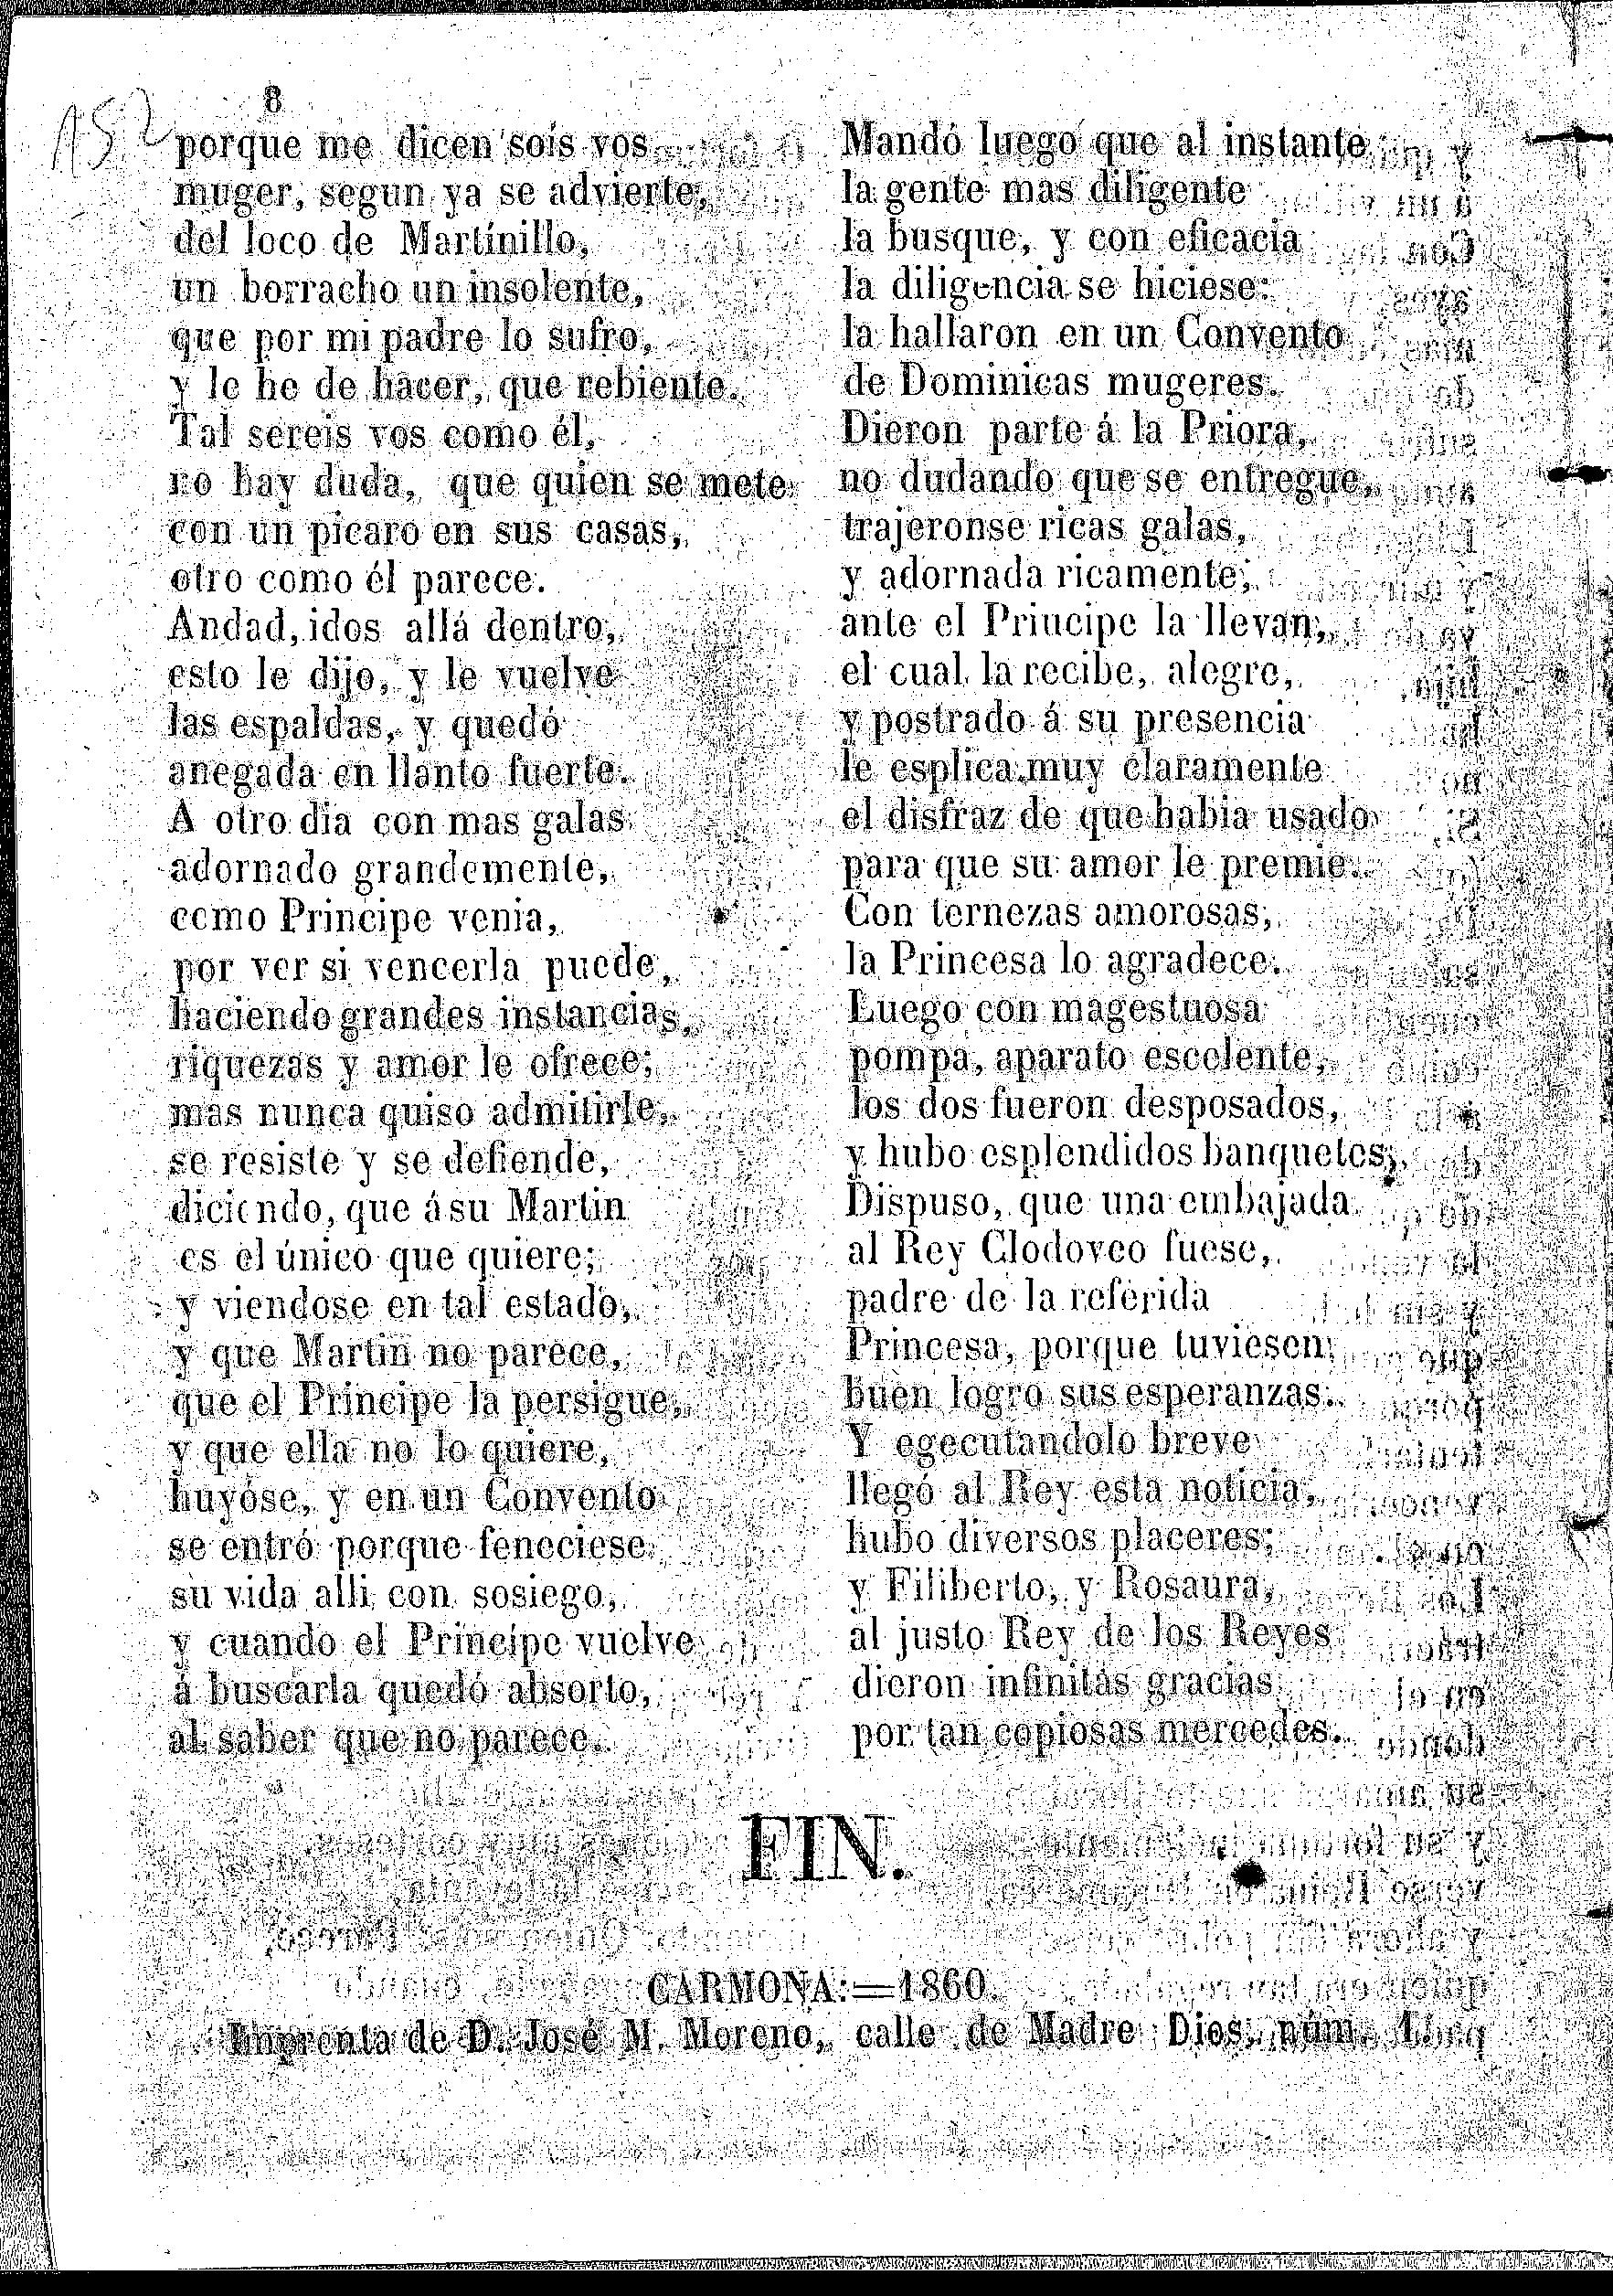 152
8
porque me dicen sois vos
muger, segun ya se advierte,
del loco de Martinillo,
un borracho un insolente,
que por mi padre lo sufro,
y le he de hacer, que rebiente.
Tal sereis vos como él,
no hay duda, que quien se mete
con un picaro en sus casas,
otro como él parece.
Andad, idos allá dentro,
esto le dijo, y le vuelve
las espaldas, y quedó
anegada en llanto fuerte.
A otro dia con mas galas
adornado grandemente,
como Principe venia,
por ver si vencerla puede,
haciendo grandes instancias,
riquezas y amor le ofrece;
mas nunca quiso admitirle,
se resiste y se defiende,
diciendo, que á su Martin
es el único que quiere;
y viendose en tal estado,
y que Martin no parece,
que el Principe la persigue,
y que ella no lo quiere,
huyóse, y en un Convento
se entró porque feneciese
su vida alli con sosiego,
y cuando el Principe vuelve
á buscarla quedó absorto,
al saber que no parece.
Mandó luego que al instante
la gente mas diligente
la busque, y con eficacia
la diligencia se hiciese:
la hallaron en un Convento
de Dominicas mugeres.
Dieron parte á la Priora,
no dudando que se entregue,
trajeronse ricas galas,
y adornada ricamente,
ante el Priucipe la llevan,
el cual la recibe, alegre,
y postrado á su presencia
le esplica muy claramente
el disfraz de que habia usado
para que su amor le premie.
Con ternezas amorosas,
la Princesa lo agradece.
Luego con magestuosa
pompa, aparato escelente,
los dos fueron desposados,
y hubo esplendidos banquetes,
Dispuso, que una embajada
al Rey Clodoveo fuese,
padre de la referida
Princesa, porque tuviesen
buen logro sus esperanzas.
Y egecutandolo breve
llegó al Rey esta noticia,
hubo diversos placeres;
y Filiberto, y Rosaura,
al justo Rey de los Reyes
dieron infinitas gracias
por tan copiosas mercedes.
FIN.
CARMONA:=1860.
Imprenta de D. José M. Moreno, calle de Madre Dios, núm. 1.